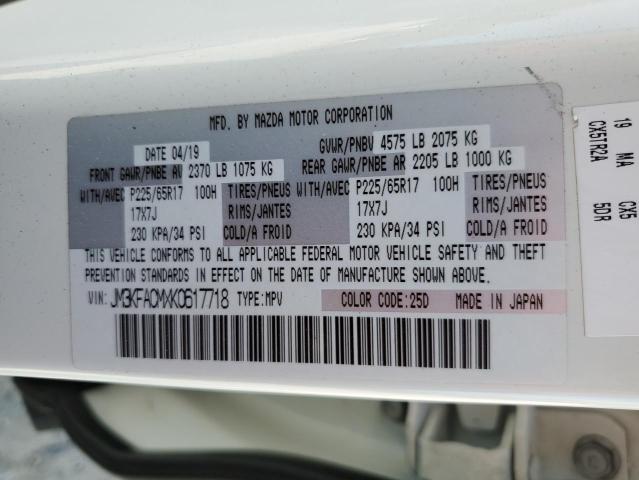 MFD. BY MAZDA MOTOR CORPORATION
DATE 04/19
GVWR/PNBV 4575 LB 2075 KG
FRONT GAWR/PNBE AV 2370 LB 1075 KG
REAR GAWR/PNBE AR 2205 LB 1000 KG
WITH/AVEC P225/65R17 100H TIRES/PNEUS WITH/AVEC P225/65R17 100H TIRES/PNEUS
17X7J RIMS/JANTES 17X7J RIMS/JANTES
230 KPA/34 PSI COLD/A FROID 230 KPA/34 PSI COLD/A FROID
THIS VEHICLE CONFORMS TO ALL APPLICABLE FEDERAL MOTOR VEHICLE SAFETY AND THEFT
PREVENTION STANDARDS IN EFFECT ON THE DATE OF MANUFACTURE SHOWN ABOVE.
VIN: JM3KFACMXK0617718 TYPE:MPV COLOR CODE:25D MADE IN JAPAN
19 MA CX5
CX5TR2A 5DR